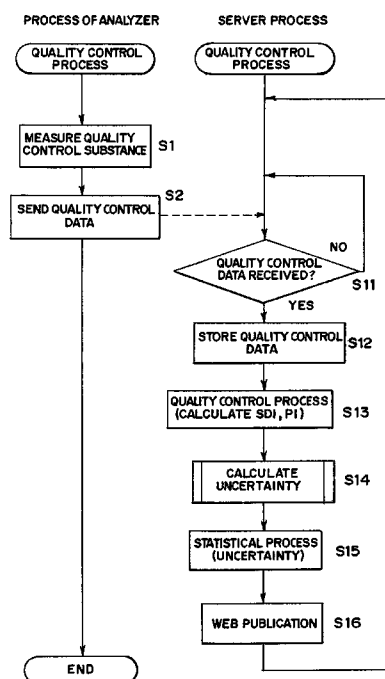 PROCESS OF ANALYZER
QUALITY CONTROL
PROCESS
MEASURE QUALITY
CONTROL SUBSTANCE
S1
SEND QUALITY CONTROL
DATA
S2
END
SERVER PROCESS
QUALITY CONTROL
PROCESS
QUALITY CONTROL
DATA RECEIVED?
NO
S11
YES
STORE QUALITY CONTROL
DATA
S12
QUALITY CONTROL PROCESS
(CALCULATE SDI, PI)
S13
CALCULATE
UNCERTAINTY
S14
STATISTICAL PROCESS
(UNCERTAINTY)
S15
WEB PUBLICATION
S16